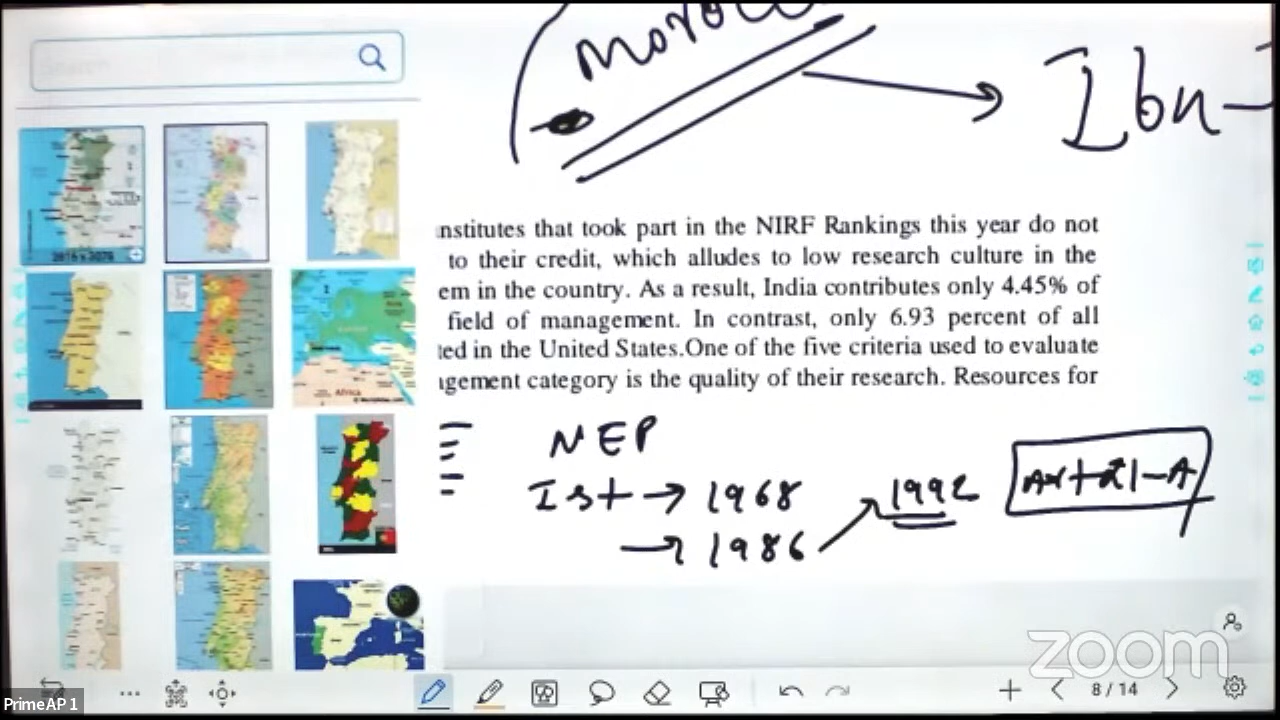 Search
Moroc
Ibn-
nstitutes that took part in the NIRF Rankings this year do not
to their credit, which alludes to low research culture in the
em in the country. As a result, India contributes only 4.45% of
field of management. In contrast, only 6.93 percent of all
ted in the United States.One of the five criteria used to evaluate
agement category is the quality of their research. Resources for
NEP
Ist → 1968
→ 1986
1992
Art 21-A
zoom
8 / 14
PrimeAP 1